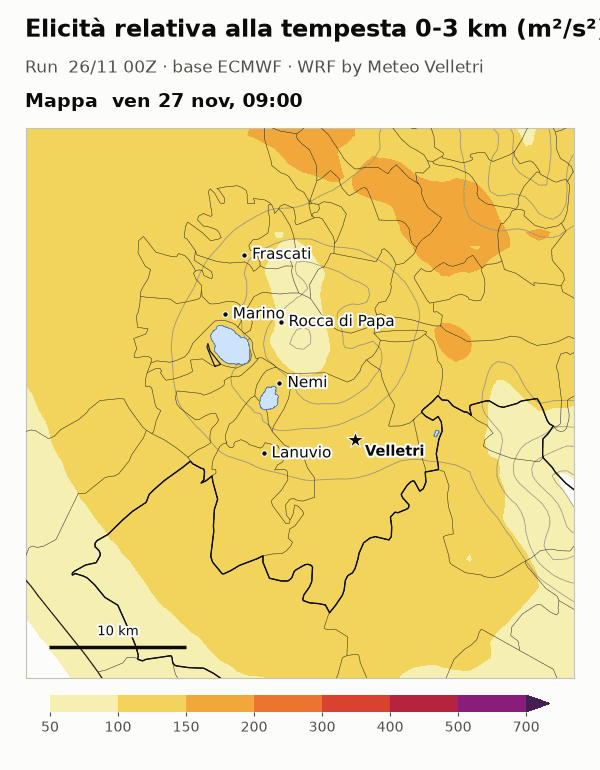 Elicità relativa alla tempesta 0-3 km (m²/s²)
Run  26/11 00Z · base ECMWF · WRF by Meteo Velletri
Mappa  ven 27 nov, 09:00
Frascati
Marino
Rocca di Papa
Nemi
Lanuvio
Velletri
10 km
50 100 150 200 300 400 500 700